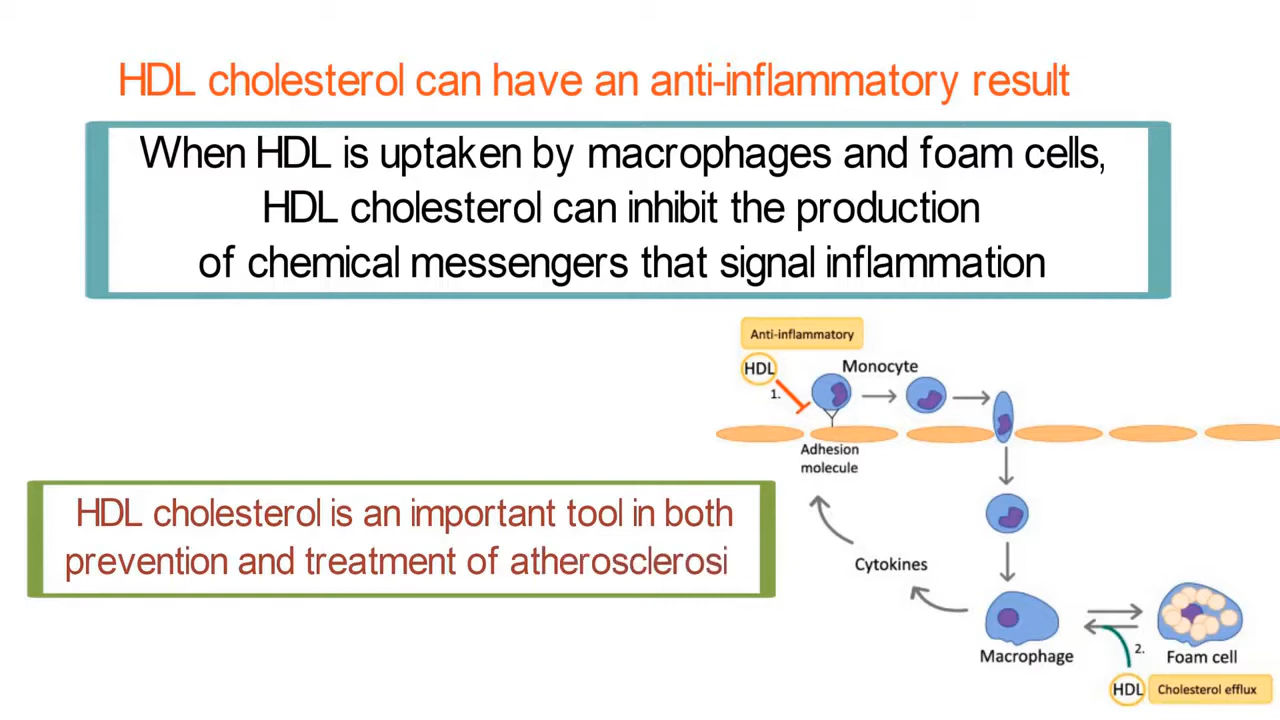 HDL cholesterol can have an anti-inflammatory result
When HDL is uptaken by macrophages and foam cells,
HDL cholesterol can inhibit the production
of chemical messengers that signal inflammation
Anti-inflammatory
HDL
Monocyte
1.
Adhesion
molecule
HDL cholesterol is an important tool in both
prevention and treatment of atherosclerosi
Cytokines
Macrophage
2.
Foam cell
HDL
Cholesterol efflux